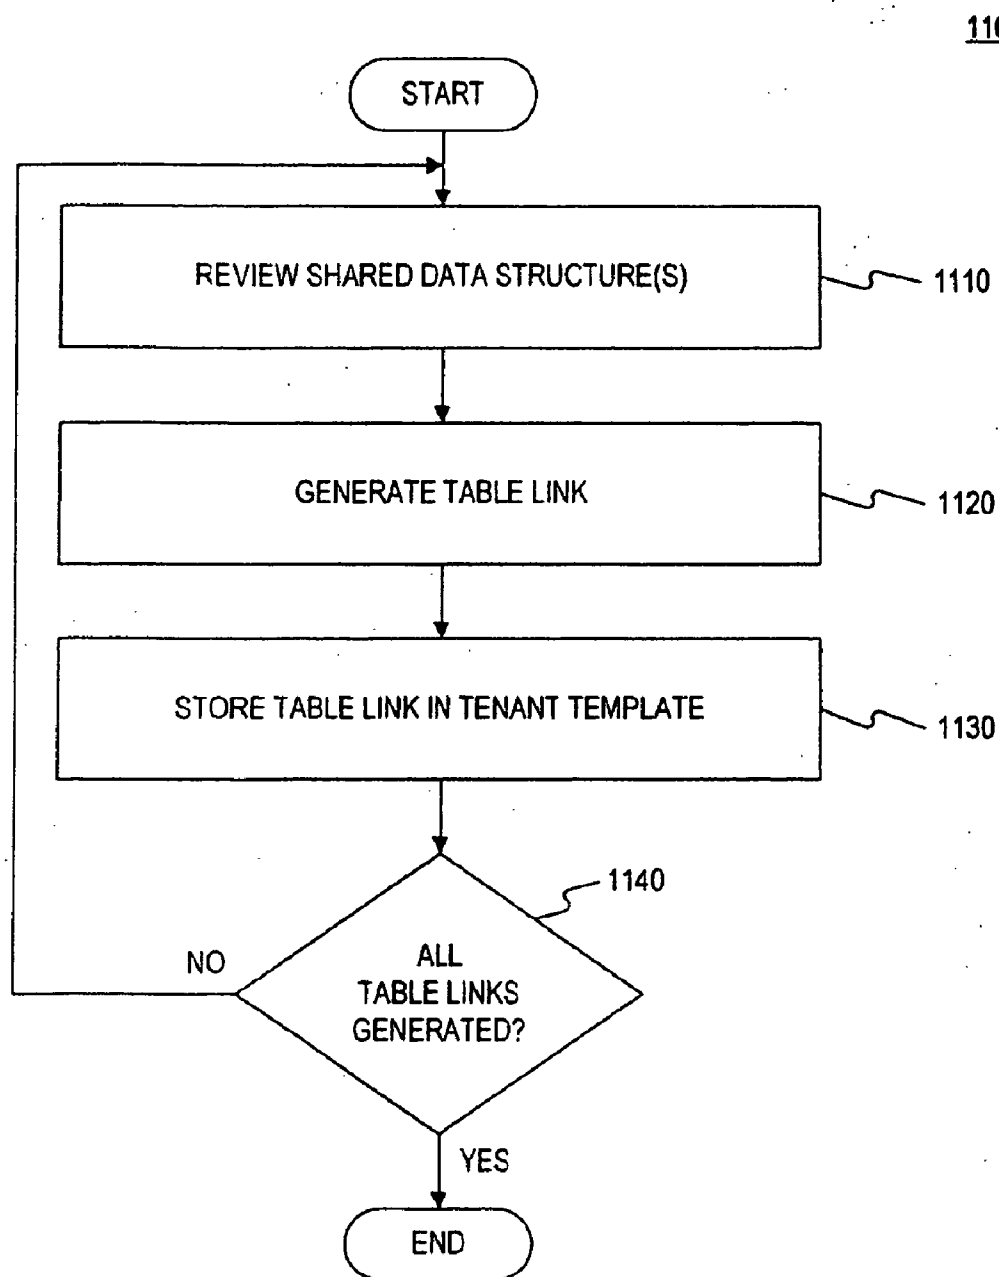 START
REVIEW SHARED DATA STRUCTURE(S)
1110
GENERATE TABLE LINK
1120
STORE TABLE LINK IN TENANT TEMPLATE
1130
1140
NO
ALL
TABLE LINKS
GENERATED?
YES
END